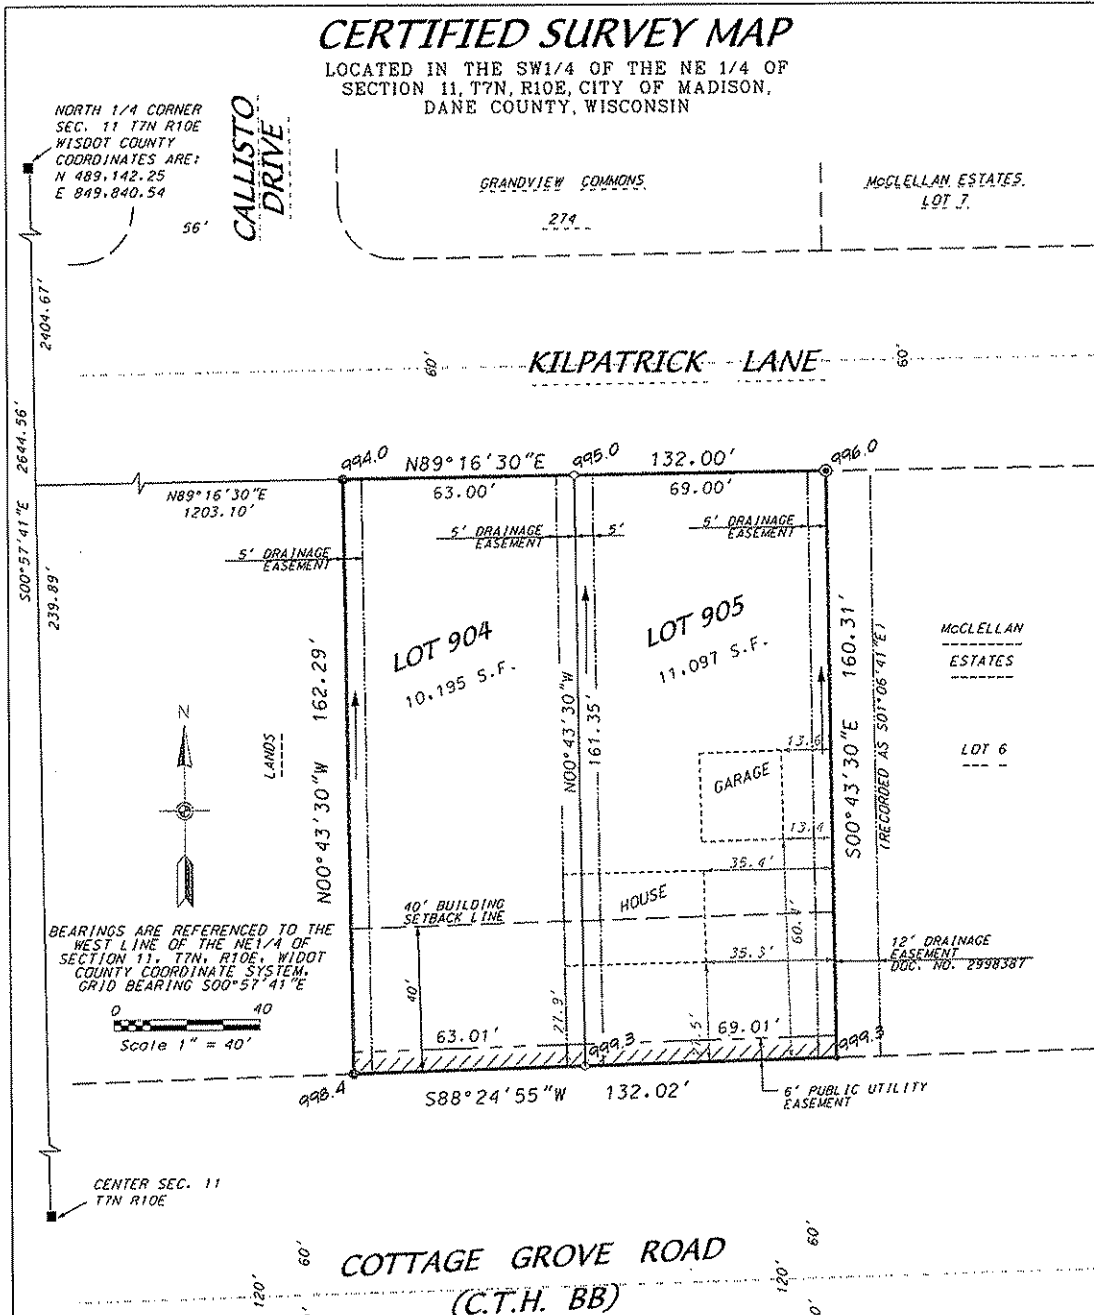 CERTIFIED SURVEY MAP
LOCATED IN THE SW1/4 OF THE NE 1/4 OF
SECTION 11, T7N, R10E, CITY OF MADISON,
DANE COUNTY, WISCONSIN
NORTH 1/4 CORNER
SEC. 11 T7N R10E
WISDOT COUNTY
COORDINATES ARE:
N 489,142.25
E 849,840.54
CALLISTO
DRIVE
56'
GRANDVIEW COMMONS
274
McCLELLAN ESTATES
LOT 7
2404.67'
60'
KILPATRICK LANE
60'
S00°57'41"E 2644.56'
239.89'
994.0
N89°16'30"E
995.0
132.00'
996.0
N89°16'30"E
1203.10'
63.00'
69.00'
5' DRAINAGE
EASEMENT
5' DRAINAGE
EASEMENT
5'
5' DRAINAGE
EASEMENT
LOT 904
10,195 S.F.
LOT 905
11,097 S.F.
N00°43'30"W 162.29'
N00°43'30"W
161.35'
S00°43'30"E 160.31'
(RECORDED AS S01°06'41"E)
McCLELLAN
ESTATES
LOT 6
N
LANDS
13.6
GARAGE
13.4
35.4'
HOUSE
40' BUILDING
SETBACK LINE
35.3'
12' DRAINAGE
EASEMENT
DOC. NO. 2998387
BEARINGS ARE REFERENCED TO THE
WEST LINE OF THE NE1/4 OF
SECTION 11, T7N, R10E, WIDOT
COUNTY COORDINATE SYSTEM,
GRID BEARING S00°57'41"E
0 40
Scale 1" = 40'
40'
27.9'
63.01'
999.3
69.01'
999.3
998.4
S88°24'55"W 132.02'
6' PUBLIC UTILITY
EASEMENT
CENTER SEC. 11
T7N R10E
60'
120'
COTTAGE GROVE ROAD
(C.T.H. BB)
60'
120'